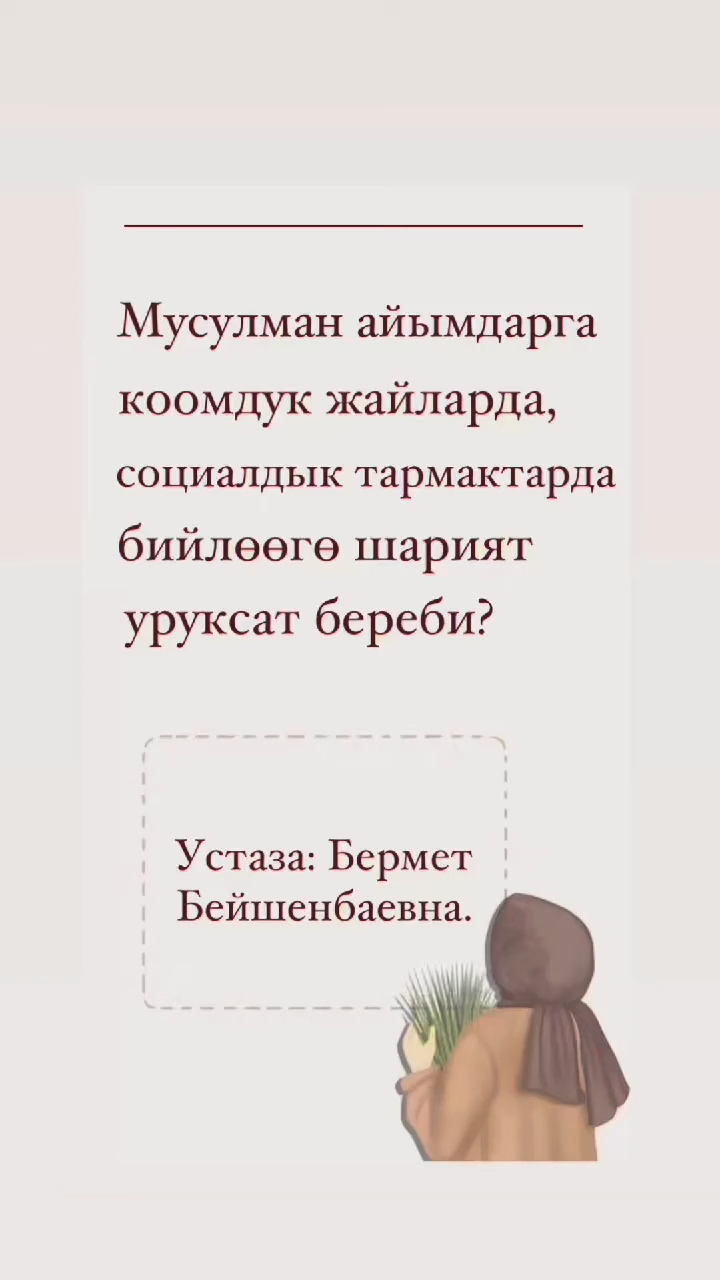 Мусулман айымдарга
коомдук жайларда,
социалдык тармактарда
бийлөөгө шарият
уруксат береби?
Устаза: Бермет
Бейшенбаевна.